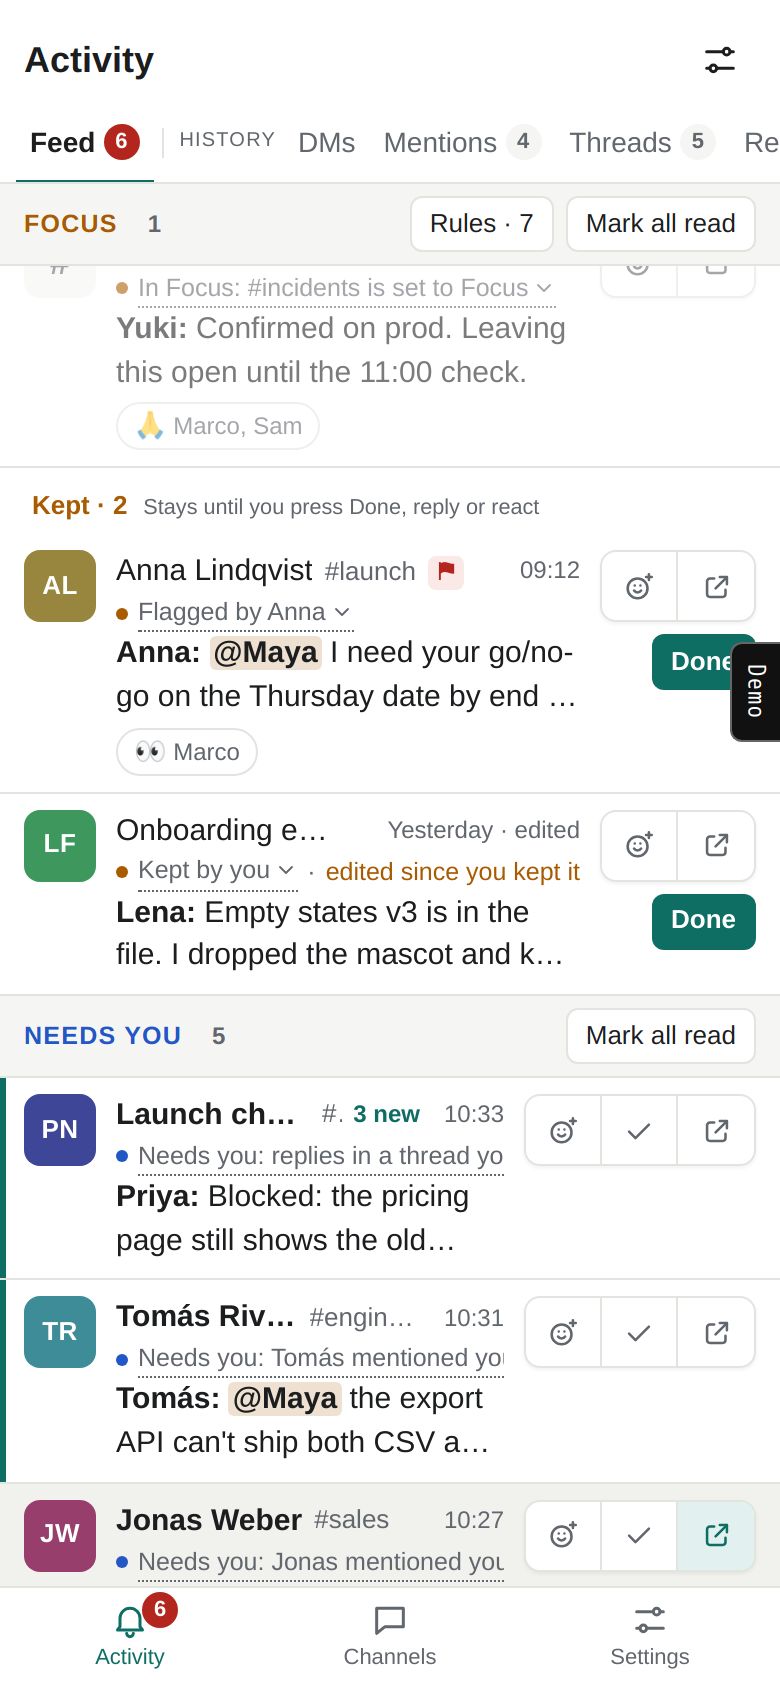 Activity
Feed 6 HISTORY DMs Mentions 4 Threads 5 Re
FOCUS 1 Rules · 7 Mark all read
#
In Focus: #incidents is set to Focus
Yuki: Confirmed on prod. Leaving
this open until the 11:00 check.
🙏 Marco, Sam
Kept · 2 Stays until you press Done, reply or react
AL Anna Lindqvist #launch 09:12
Flagged by Anna
Anna: @Maya I need your go/no-
go on the Thursday date by end …
Done
Demo
👀 Marco
LF Onboarding e… Yesterday · edited
Kept by you · edited since you kept it
Lena: Empty states v3 is in the
file. I dropped the mascot and k…
Done
NEEDS YOU 5 Mark all read
PN Launch ch… #. 3 new 10:33
Needs you: replies in a thread yo
Priya: Blocked: the pricing
page still shows the old…
TR Tomás Riv… #engin… 10:31
Needs you: Tomás mentioned you
Tomás: @Maya the export
API can't ship both CSV a…
JW Jonas Weber #sales 10:27
Needs you: Jonas mentioned you
6
Activity Channels Settings